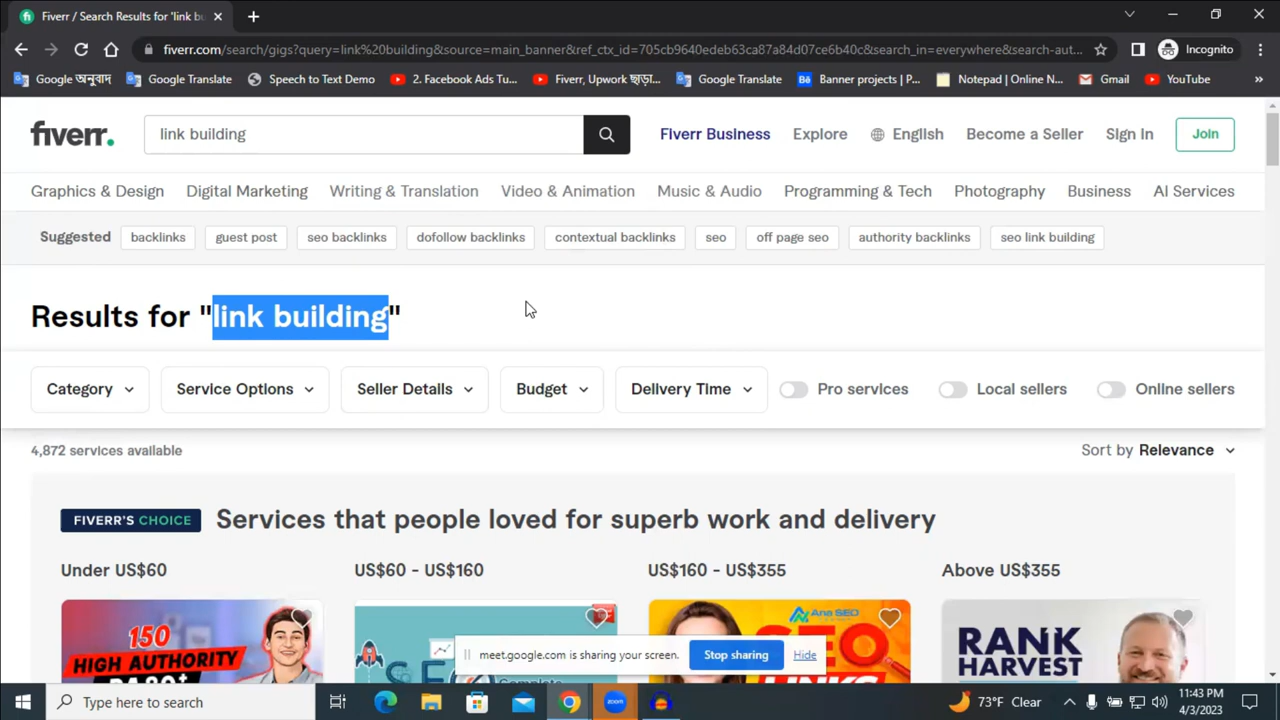 Fiverr / Search Results for 'link bu
fiverr.com/search/gigs?query=link%20building&source=main_banner&ref_ctx_id=705cb9640edeb63ca87a84d07ce6b40c&search_in=everywhere&search-aut...
Incognito
Google অনুবাদ
Google Translate
Speech to Text Demo
2. Facebook Ads Tu...
Fiverr, Upwork ছাড়া...
Google Translate
Banner projects | P...
Notepad | Online N...
Gmail
YouTube
fiverr.
link building
Fiverr Business
Explore
English
Become a Seller
Sign In
Join
Graphics & Design
Digital Marketing
Writing & Translation
Video & Animation
Music & Audio
Programming & Tech
Photography
Business
AI Services
Suggested
backlinks
guest post
seo backlinks
dofollow backlinks
contextual backlinks
seo
off page seo
authority backlinks
seo link building
Results for "link building"
Category
Service Options
Seller Details
Budget
Delivery Time
Pro services
Local sellers
Online sellers
4,872 services available
Sort by Relevance
FIVERR'S CHOICE
Services that people loved for superb work and delivery
Under US$60
US$60 - US$160
US$160 - US$355
Above US$355
150
HIGH AUTHORITY
Ana SEO
RANK
HARVEST
meet.google.com is sharing your screen.
Stop sharing
Hide
Type here to search
zoom
73°F Clear
11:43 PM
4/3/2023